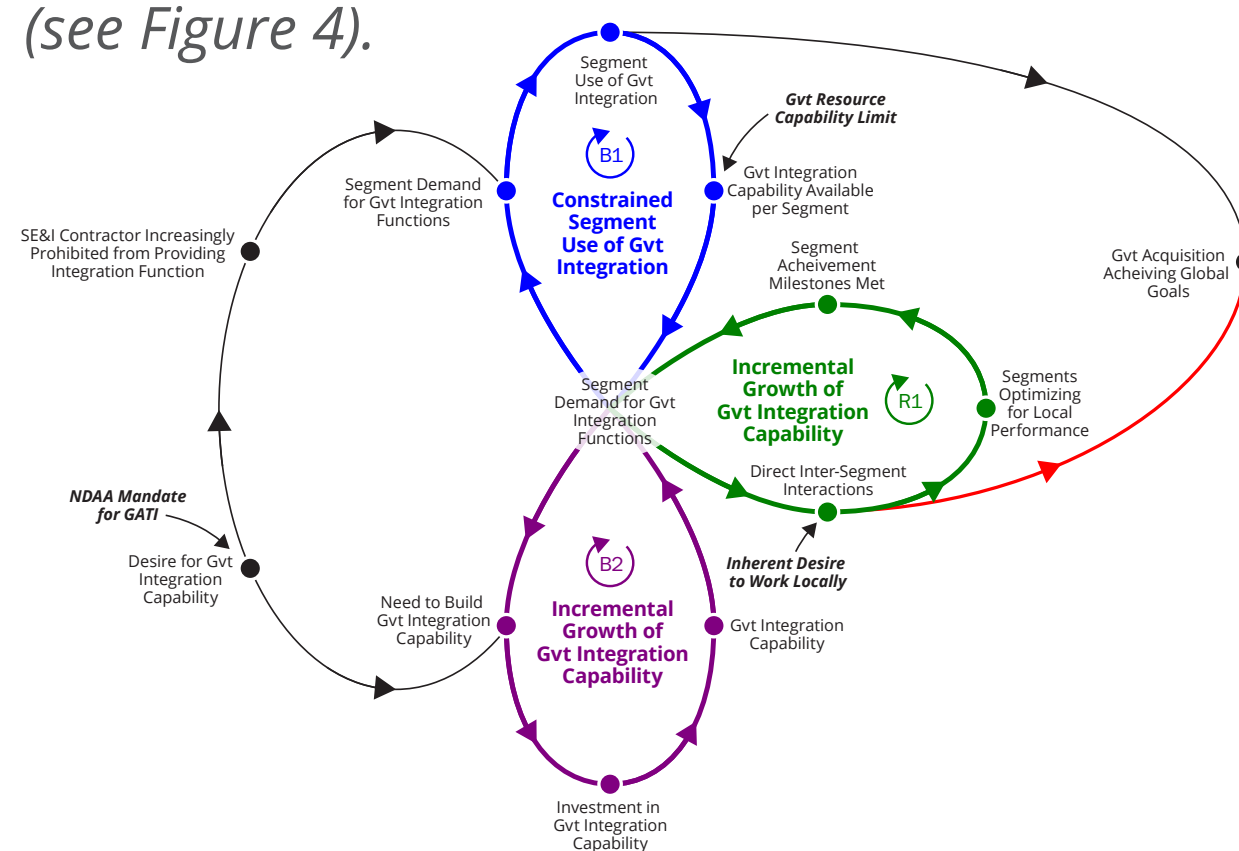 (see Figure 4).
Segment
Use of Gvt
Integration
Gvt Resource
Capability Limit
B1
Segment Demand
for Gvt Integration
Functions
Gvt Integration
Capability Available
per Segment
Constrained
Segment
Use of Gvt
Integration
SE&I Contractor Increasingly
Prohibited from Providing
Integration Function
Segment
Acheivement
Milestones Met
Gvt Acquisition
Acheiving Global
Goals
Segment
Demand for Gvt
Integration
Functions
Incremental
Growth of
Gvt Integration
Capability
R1
Segments
Optimizing
for Local
Performance
Direct Inter-Segment
Interactions
NDAA Mandate
for GATI
Desire for Gvt
Integration
Capability
Inherent Desire
to Work Locally
B2
Need to Build
Gvt Integration
Capability
Incremental
Growth of
Gvt Integration
Capability
Gvt Integration
Capability
Investment in
Gvt Integration
Capability